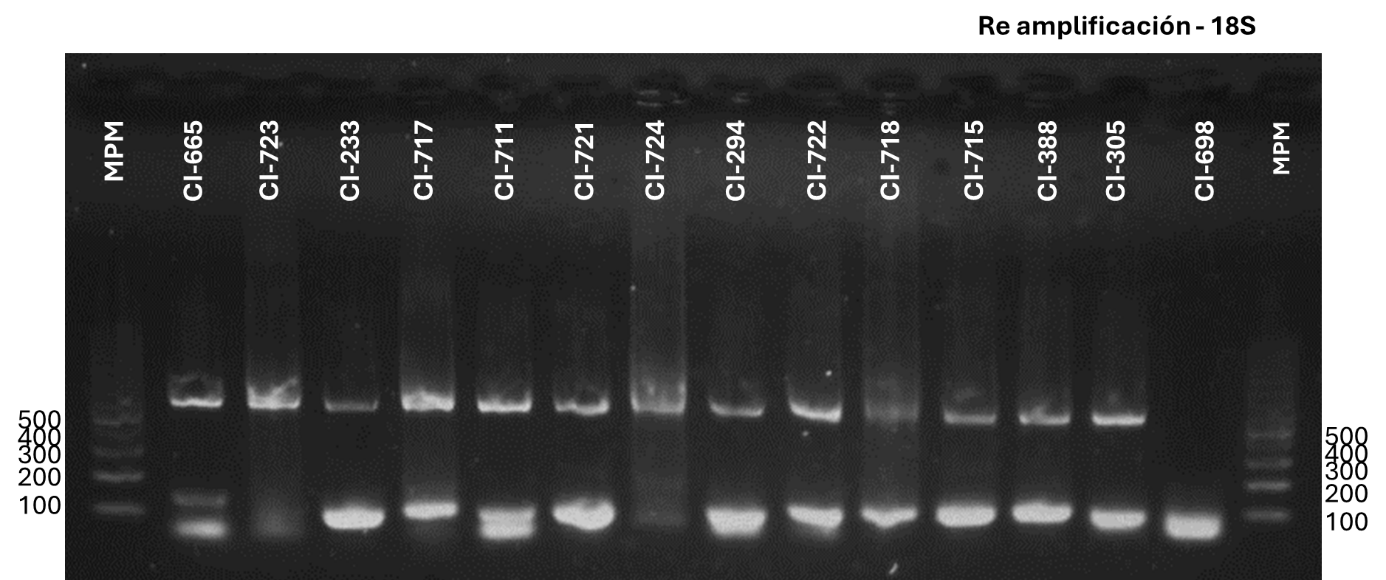 Re amplificación - 18S
MPM
CI-665
CI-723
CI-233
CI-717
CI-711
CI-721
CI-724
CI-294
CI-722
CI-718
CI-715
CI-388
CI-305
CI-698
MPM
500
400
300
200
100
500
400
300
200
100